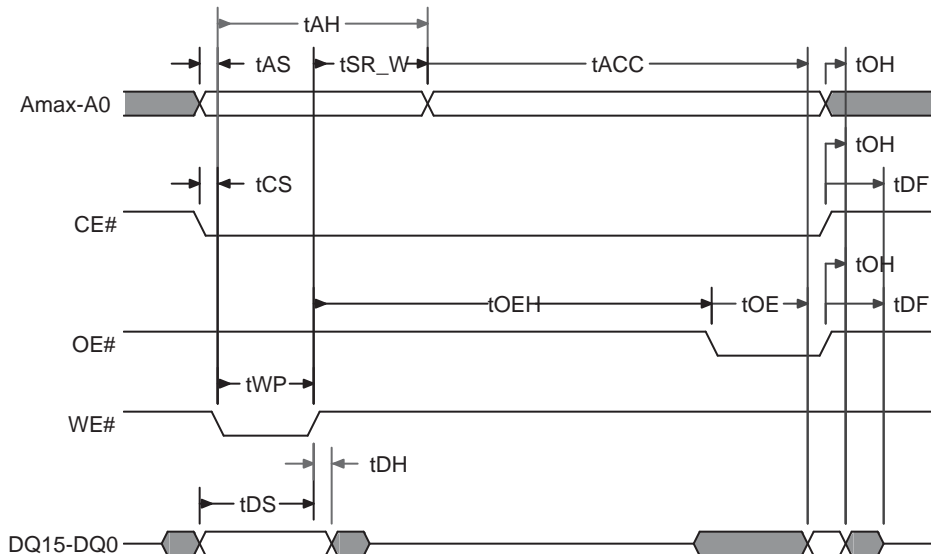 tAH
tAS tSR_W tACC tOH
Amax-A0
tOH
tCS tDF
CE#
tOH
tOEH tOE tDF
OE#
tWP
WE#
tDH
tDS
DQ15-DQ0